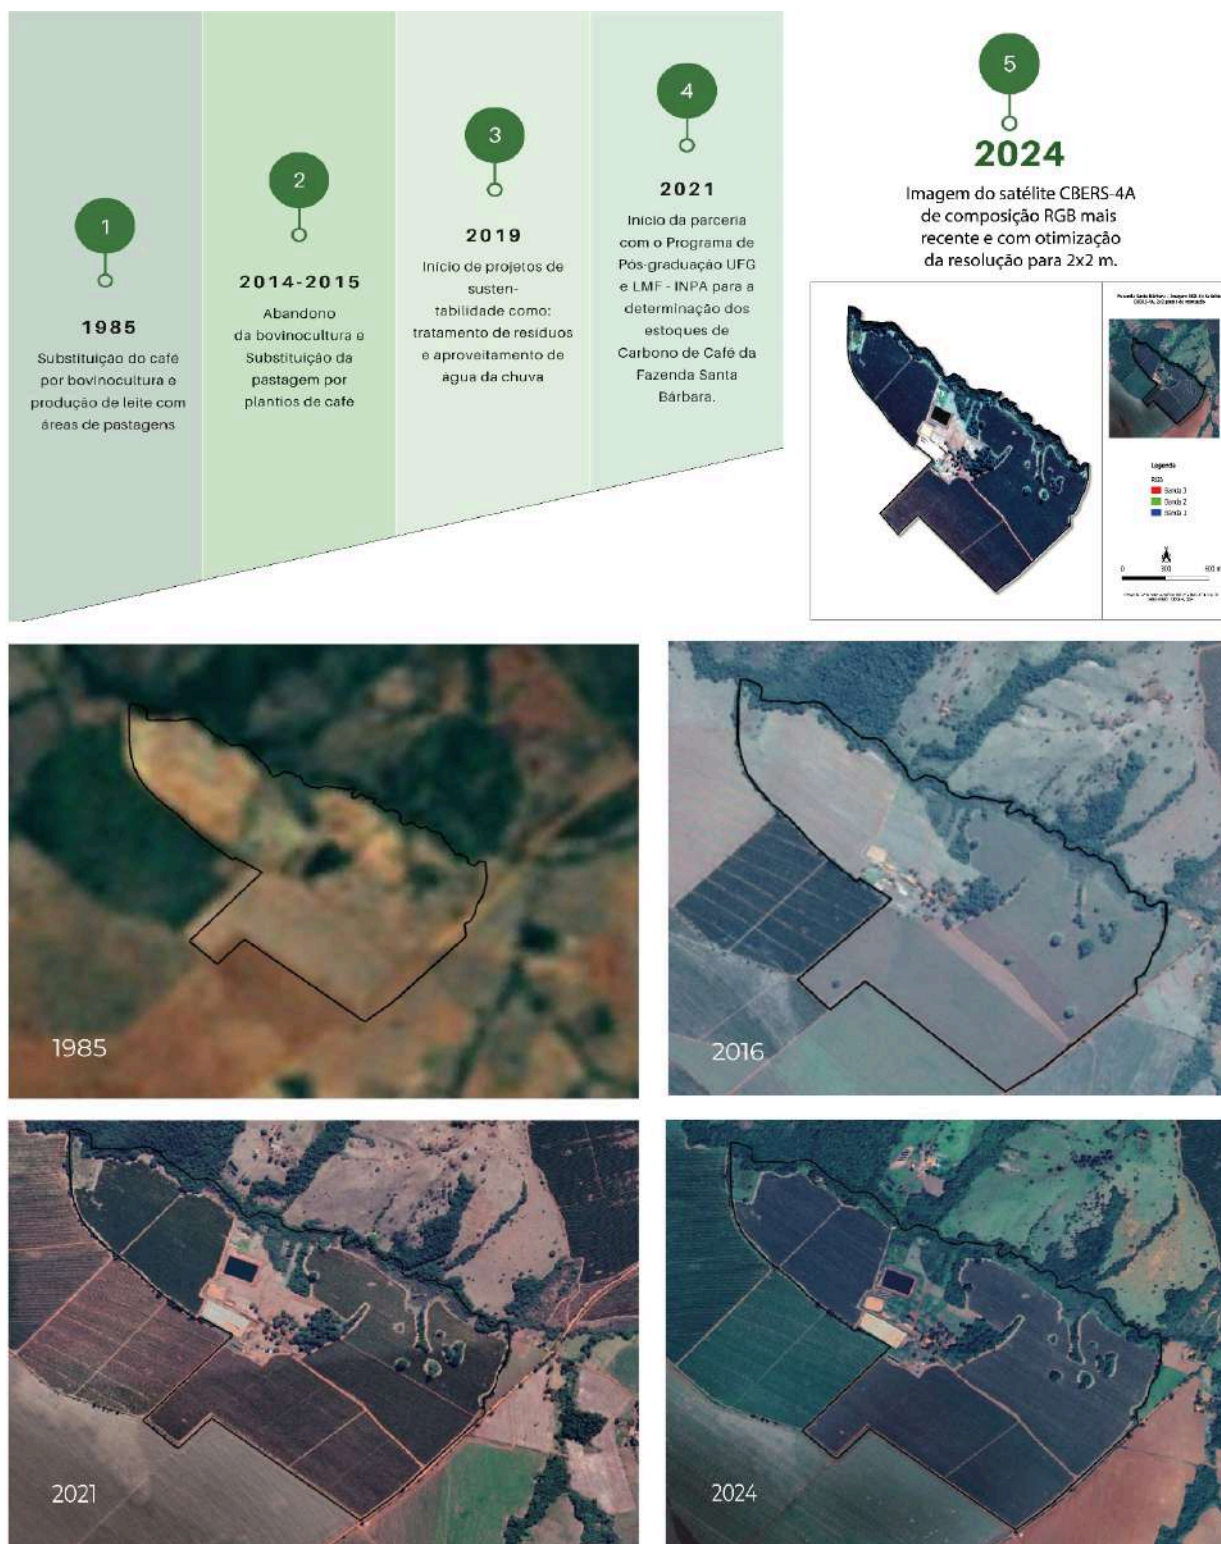 1
1985
Substituição do café
por bovinocultura e
produção de leite com
áreas de pastagens
2
2014-2015
Abandono
da bovinocultura e
Substituição da
pastagem por
plantios de café
3
2019
Início de projetos de
susten-
tabilidade como:
tratamento de resíduos
e aproveitamento de
água da chuva
4
2021
Início da parceria
com o Programa de
Pós-graduação UFG
e LMF - INPA para a
determinação dos
estoques de
Carbono de Café da
Fazenda Santa
Bárbara.
5
2024
Imagem do satélite CBERS-4A
de composição RGB mais
recente e com otimização
da resolução para 2x2 m.
Legenda
RGB
Banda 3
Banda 2
Banda 1
0 300 600 m
1985
2016
2021
2024